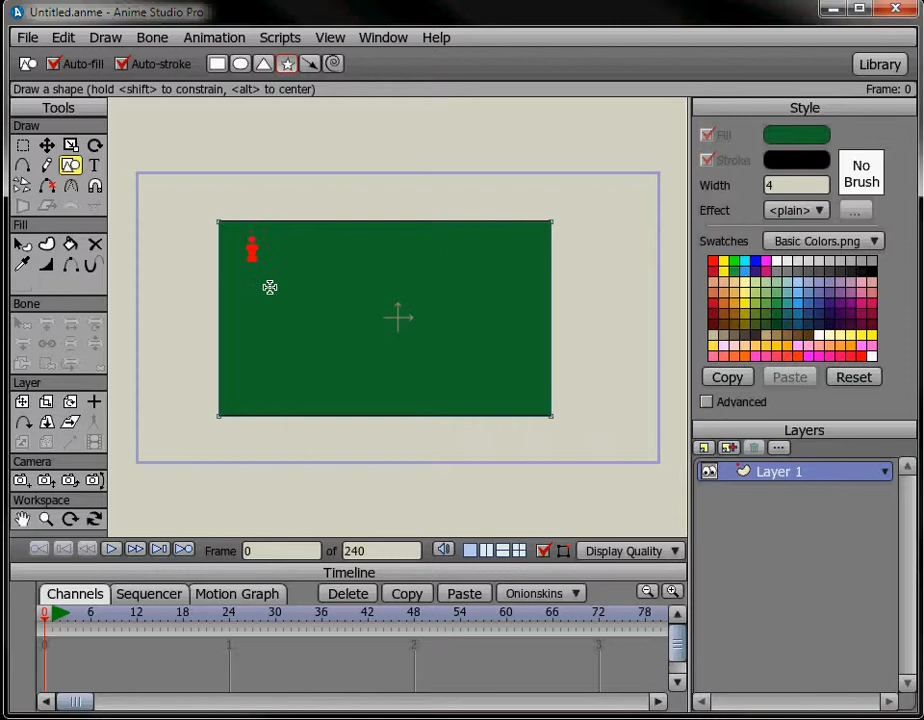 Untitled.anme - Anime Studio Pro
File Edit Draw Bone Animation Scripts View Window Help
Auto-fill Auto-stroke Library
Draw a shape (hold <shift> to constrain, <alt> to center) Frame: 0
Tools
Draw
T
Fill
Bone
Layer
Camera
Workspace
Style
Fill
Stroke
No Brush
Width 4
Effect <plain> ...
Swatches Basic Colors.png
Copy Paste Reset
Advanced
Layers
Layer 1
Frame 0 of 240 Display Quality
Timeline
Channels Sequencer Motion Graph Delete Copy Paste Onionskins
0 6 12 18 24 30 36 42 48 54 60 66 72 78
0 1 2 3